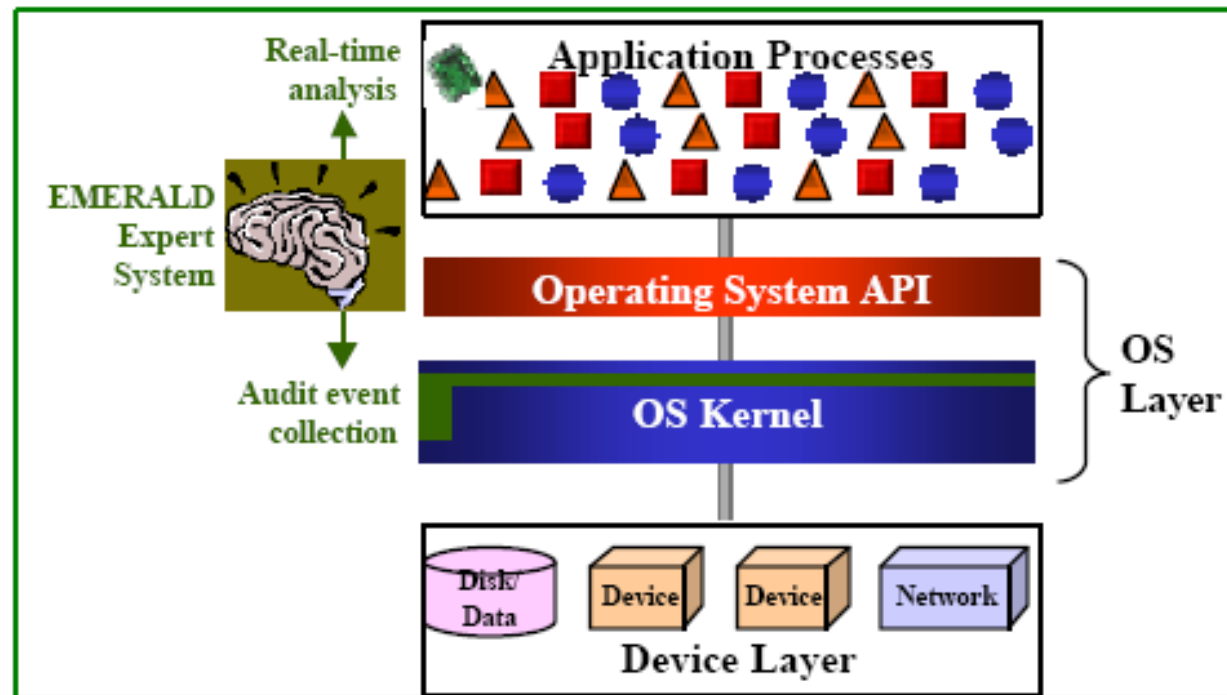 Real-time
analysis
EMERALD
Expert
System
Audit event
collection
Application Processes
Operating System API
OS Kernel
OS
Layer
Disk/
Data
Device
Device
Network
Device Layer